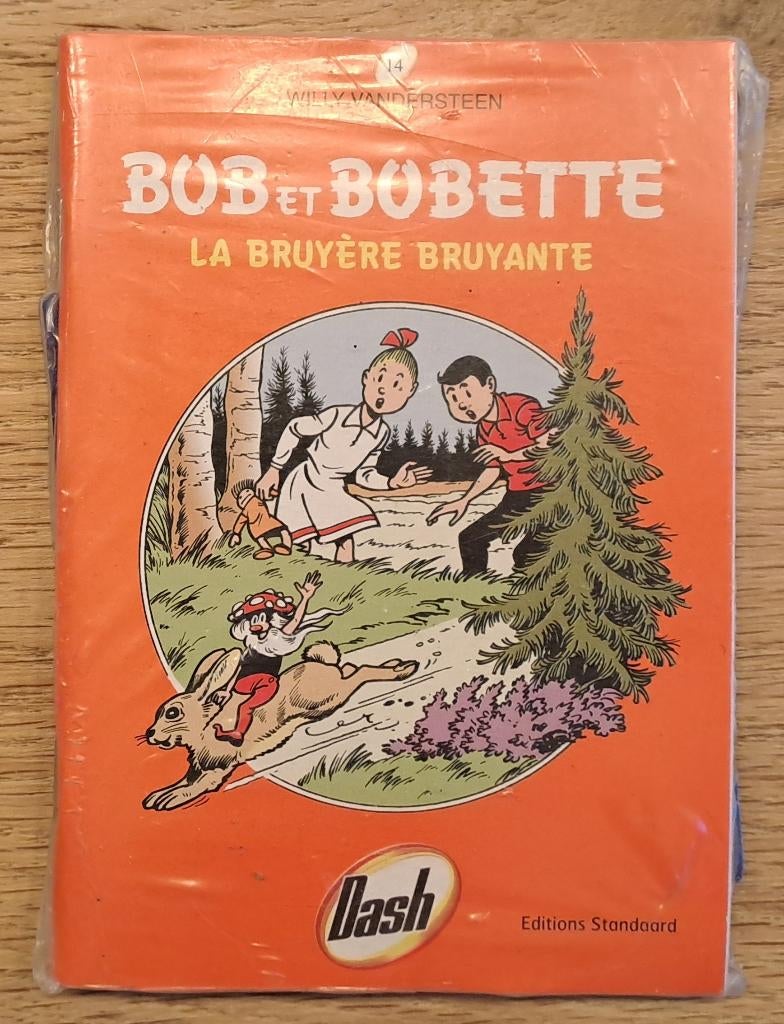 14
WILLY VANDERSTEEN
BOB ET BOBETTE
LA BRUYÈRE BRUYANTE
Dash
Editions Standaard